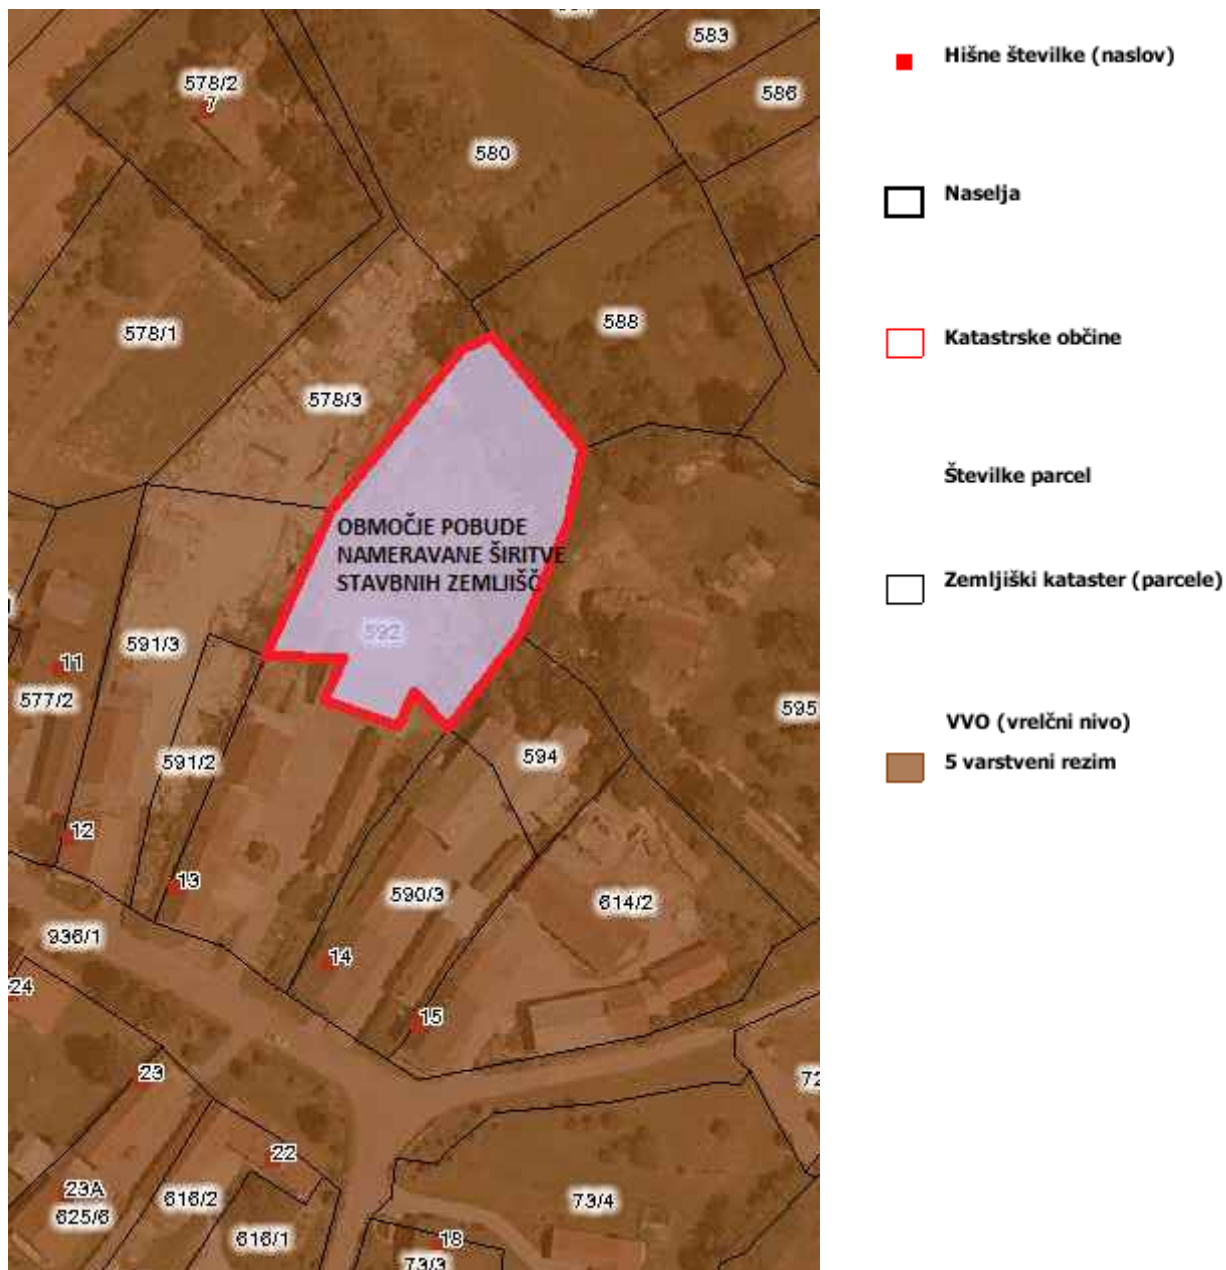 583
578/2
7
586
580
588
578/1
578/3
OBMOČJE POBUDE
NAMERAVANE ŠIRITVE
STAVBNIH ZEMLJIŠČ
592
591/3
11
577/2
595
591/2
594
12
13
590/3
614/2
936/1
14
24
15
23
72
22
23A
625/6
616/2
73/4
616/1
18
73/3
Hišne številke (naslov)
Naselja
Katastrske občine
Številke parcel
Zemljiški kataster (parcele)
VVO (vrelčni nivo)
5 varstveni rezim